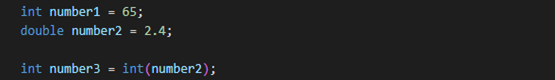 int number1 = 65;
double number2 = 2.4;
int number3 = int(number2);